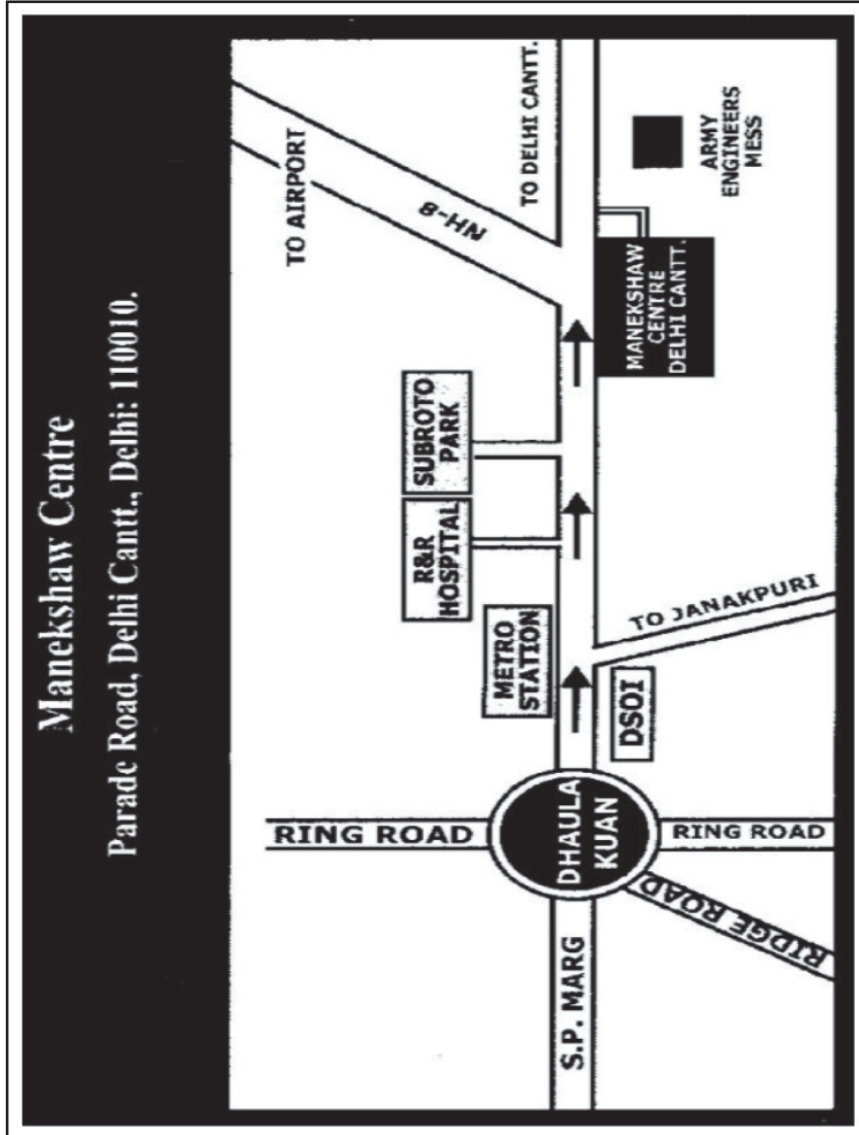 Manekshaw Centre
Parade Road, Delhi Cantt., Delhi: 110010.
TO AIRPORT
NH-8
TO DELHI CANTT.
ARMY
ENGINEERS
MESS
MANEKSHAW
CENTRE
DELHI CANTT.
SUBROTO
PARK
R&R
HOSPITAL
METRO
STATION
TO JANAKPURI
DSOI
DHAULA
KUAN
RING ROAD
RING ROAD
RIDGE ROAD
S.P. MARG